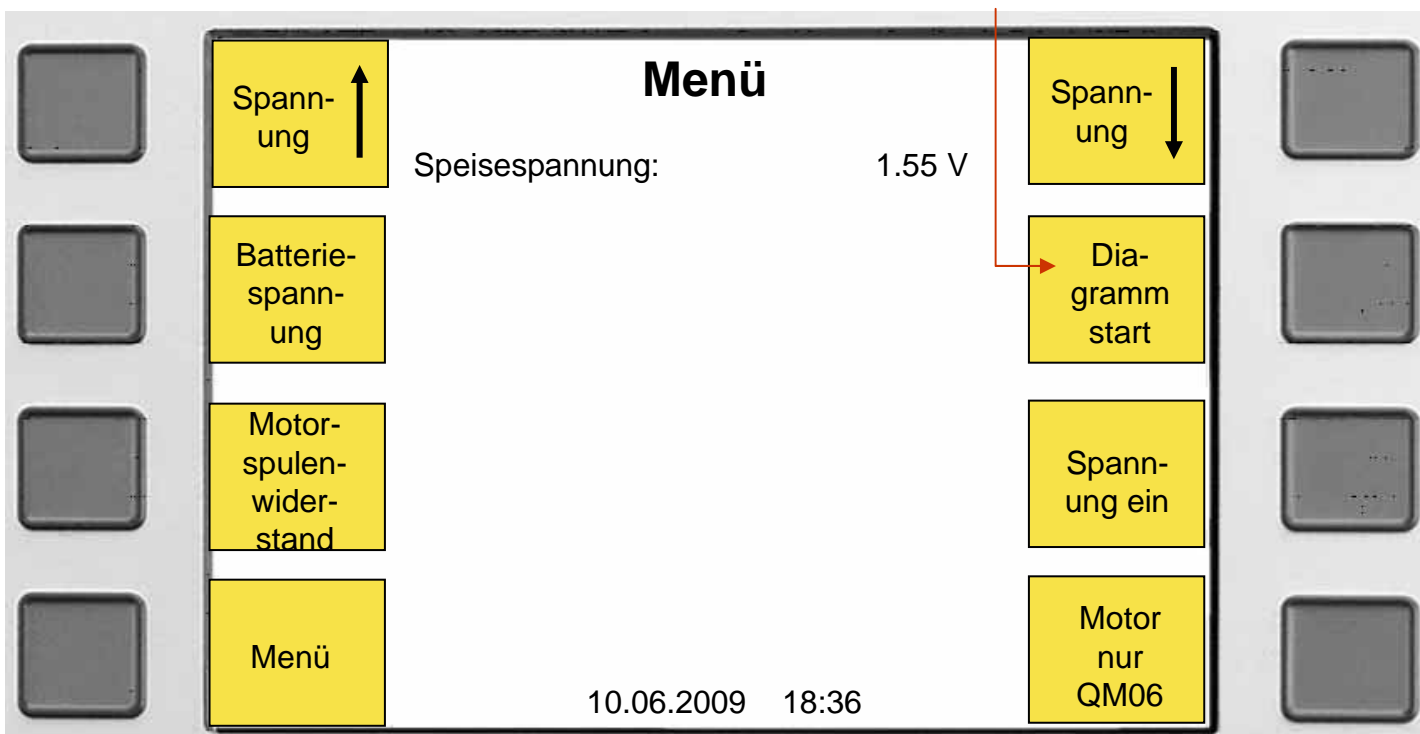 Menü
Spann-
ung
Speisespannung: 1.55 V
Spann-
ung
Batterie-
spann-
ung
Dia-
gramm
start
Motor-
spulen-
wider-
stand
Spann-
ung ein
Menü
10.06.2009 18:36
Motor
nur
QM06